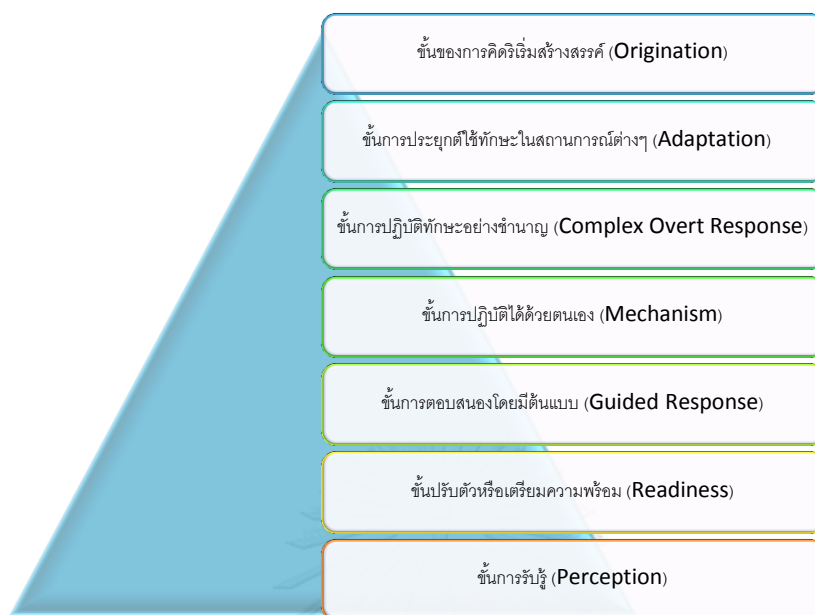 ขั้นของการคิดริเริ่มสร้างสรรค์ (Origination)
ขั้นการประยุกต์ใช้ทักษะในสถานการณ์ต่างๆ (Adaptation)
ขั้นการปฏิบัติทักษะอย่างชำนาญ (Complex Overt Response)
ขั้นการปฏิบัติได้ด้วยตนเอง (Mechanism)
ขั้นการตอบสนองโดยมีต้นแบบ (Guided Response)
ขั้นปรับตัวหรือเตรียมความพร้อม (Readiness)
ขั้นการรับรู้ (Perception)